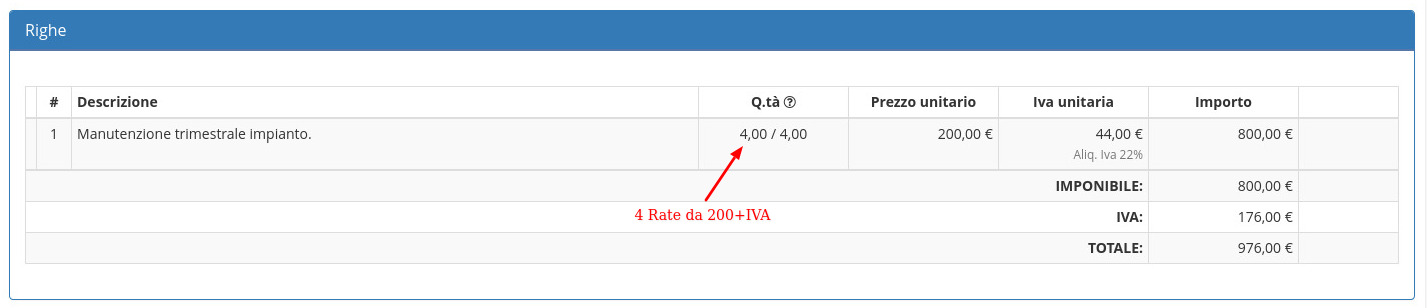 Righe
# Descrizione Q.tà Prezzo unitario Iva unitaria Importo
1 Manutenzione trimestrale impianto. 4,00 / 4,00 200,00 € 44,00 € 800,00 €
Aliq. Iva 22%
IMPONIBILE: 800,00 €
4 Rate da 200+IVA
IVA: 176,00 €
TOTALE: 976,00 €